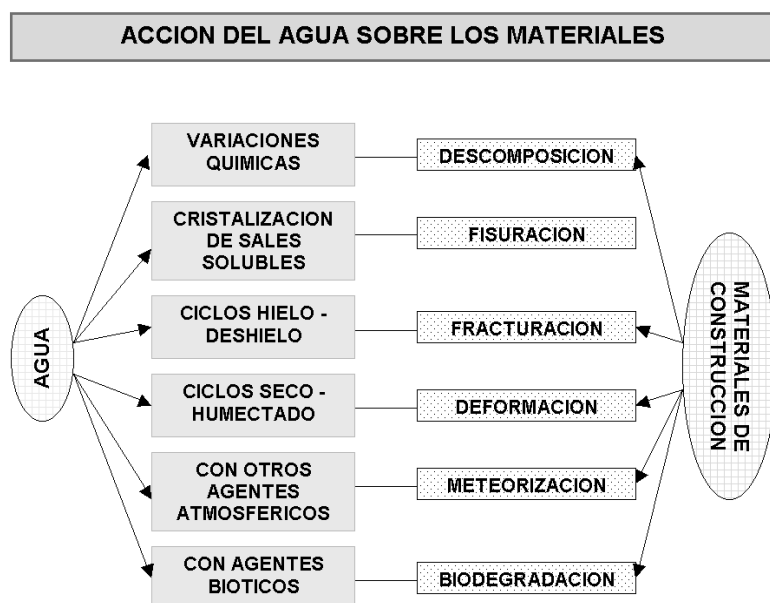 ACCION DEL AGUA SOBRE LOS MATERIALES
AGUA
VARIACIONES
QUIMICAS
DESCOMPOSICION
CRISTALIZACION
DE SALES
SOLUBLES
FISURACION
CICLOS HIELO -
DESHIELO
FRACTURACION
CICLOS SECO -
HUMECTADO
DEFORMACION
CON OTROS
AGENTES
ATMOSFERICOS
METEORIZACION
CON AGENTES
BIOTICOS
BIODEGRADACION
MATERIALES DE
CONSTRUCCION